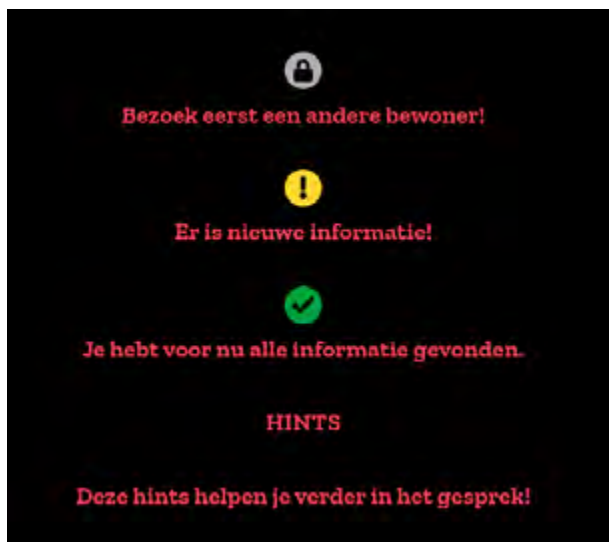 Bezoek eerst een andere bewoner!
Er is nieuwe informatie!
Je hebt voor nu alle informatie gevonden.
HINTS
Deze hints helpen je verder in het gesprek!